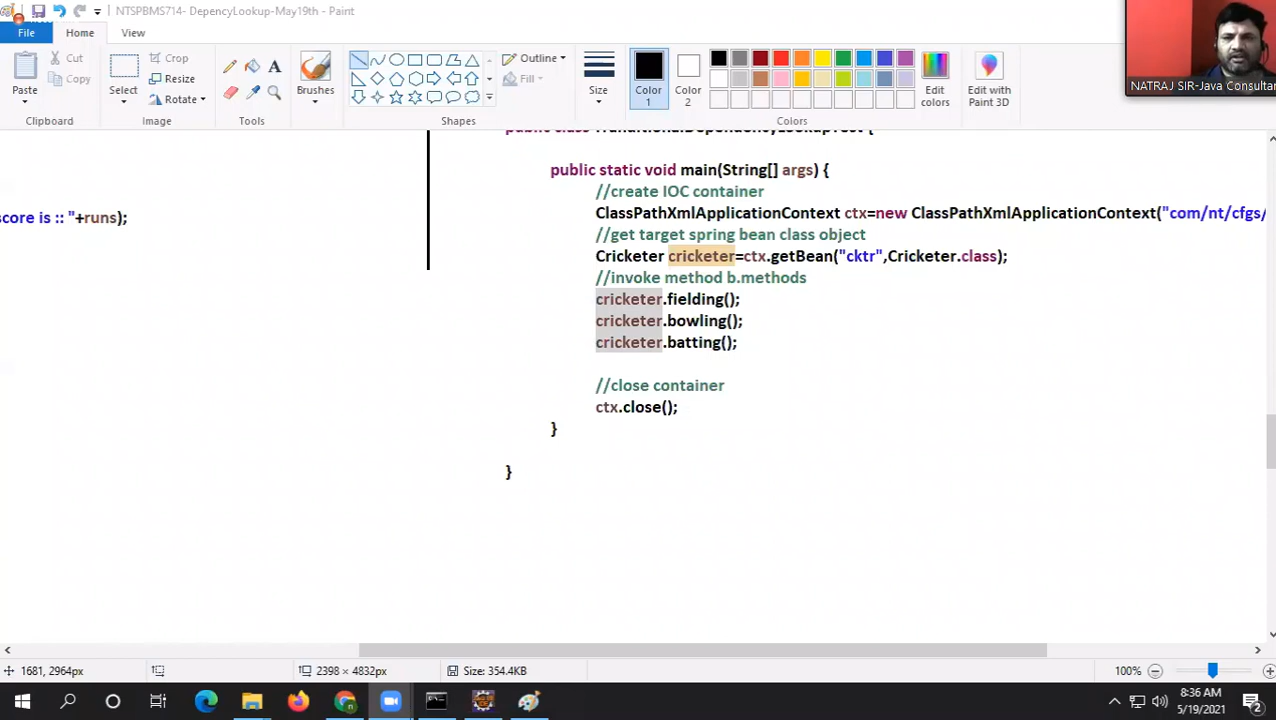 NTSPBMS714- DepencyLookup-May19th - Paint
File
Home
View
Paste
Cut
Copy
Clipboard
Select
Crop
Resize
Rotate
Image
A
Tools
Brushes
Outline
Fill
Shapes
Size
Color 1
Color 2
Edit colors
Colors
Edit with Paint 3D
NATRAJ SIR-Java Consultan
public class TranditionalDependencyLookupTest {
public static void main(String[] args) {
//create IOC container
score is :: "+runs);
ClassPathXmlApplicationContext ctx=new ClassPathXmlApplicationContext("com/nt/cfgs/
//get target spring bean class object
Cricketer cricketer=ctx.getBean("cktr",Cricketer.class);
//invoke method b.methods
cricketer.fielding();
cricketer.bowling();
cricketer.batting();
//close container
ctx.close();
}
}
1681, 2964px
2398 × 4832px
Size: 354.4KB
100%
8:36 AM
5/19/2021
2